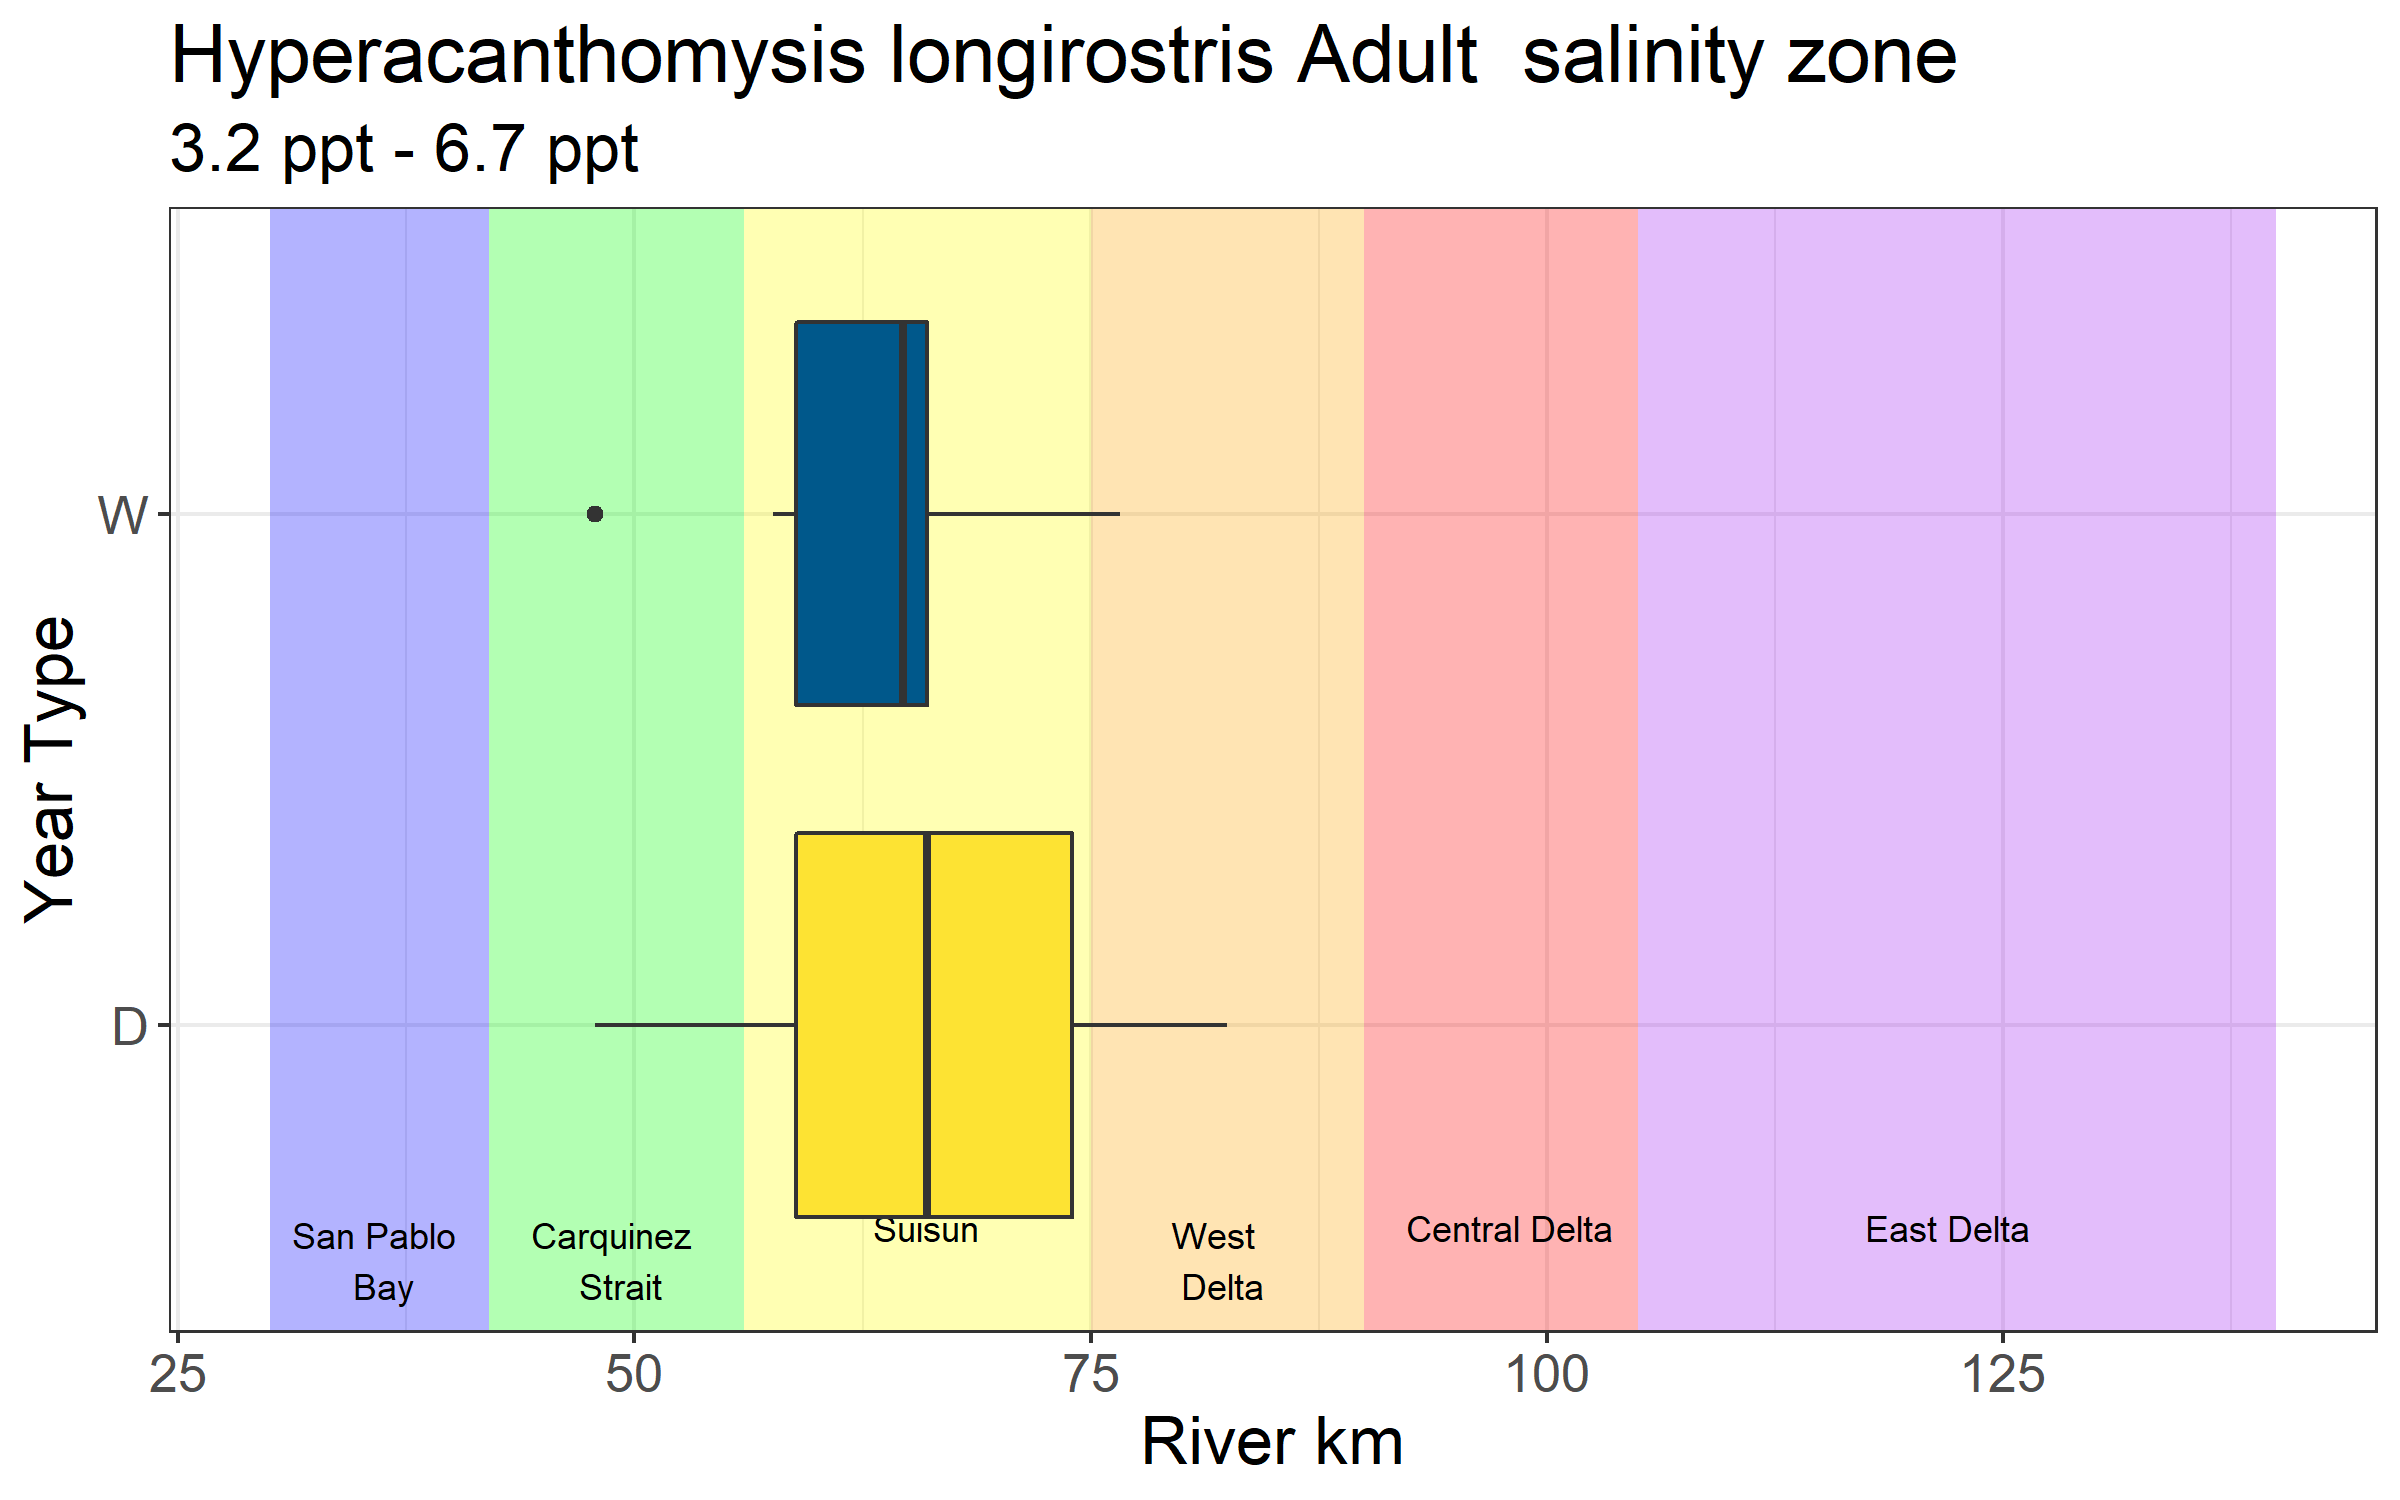 Hyperacanthomysis longirostris Adult  salinity zone
3.2 ppt - 6.7 ppt
Year Type
W
D
San Pablo
Bay
Carquinez
Strait
Suisun
West
Delta
Central Delta
East Delta
25
50
75
100
125
River km